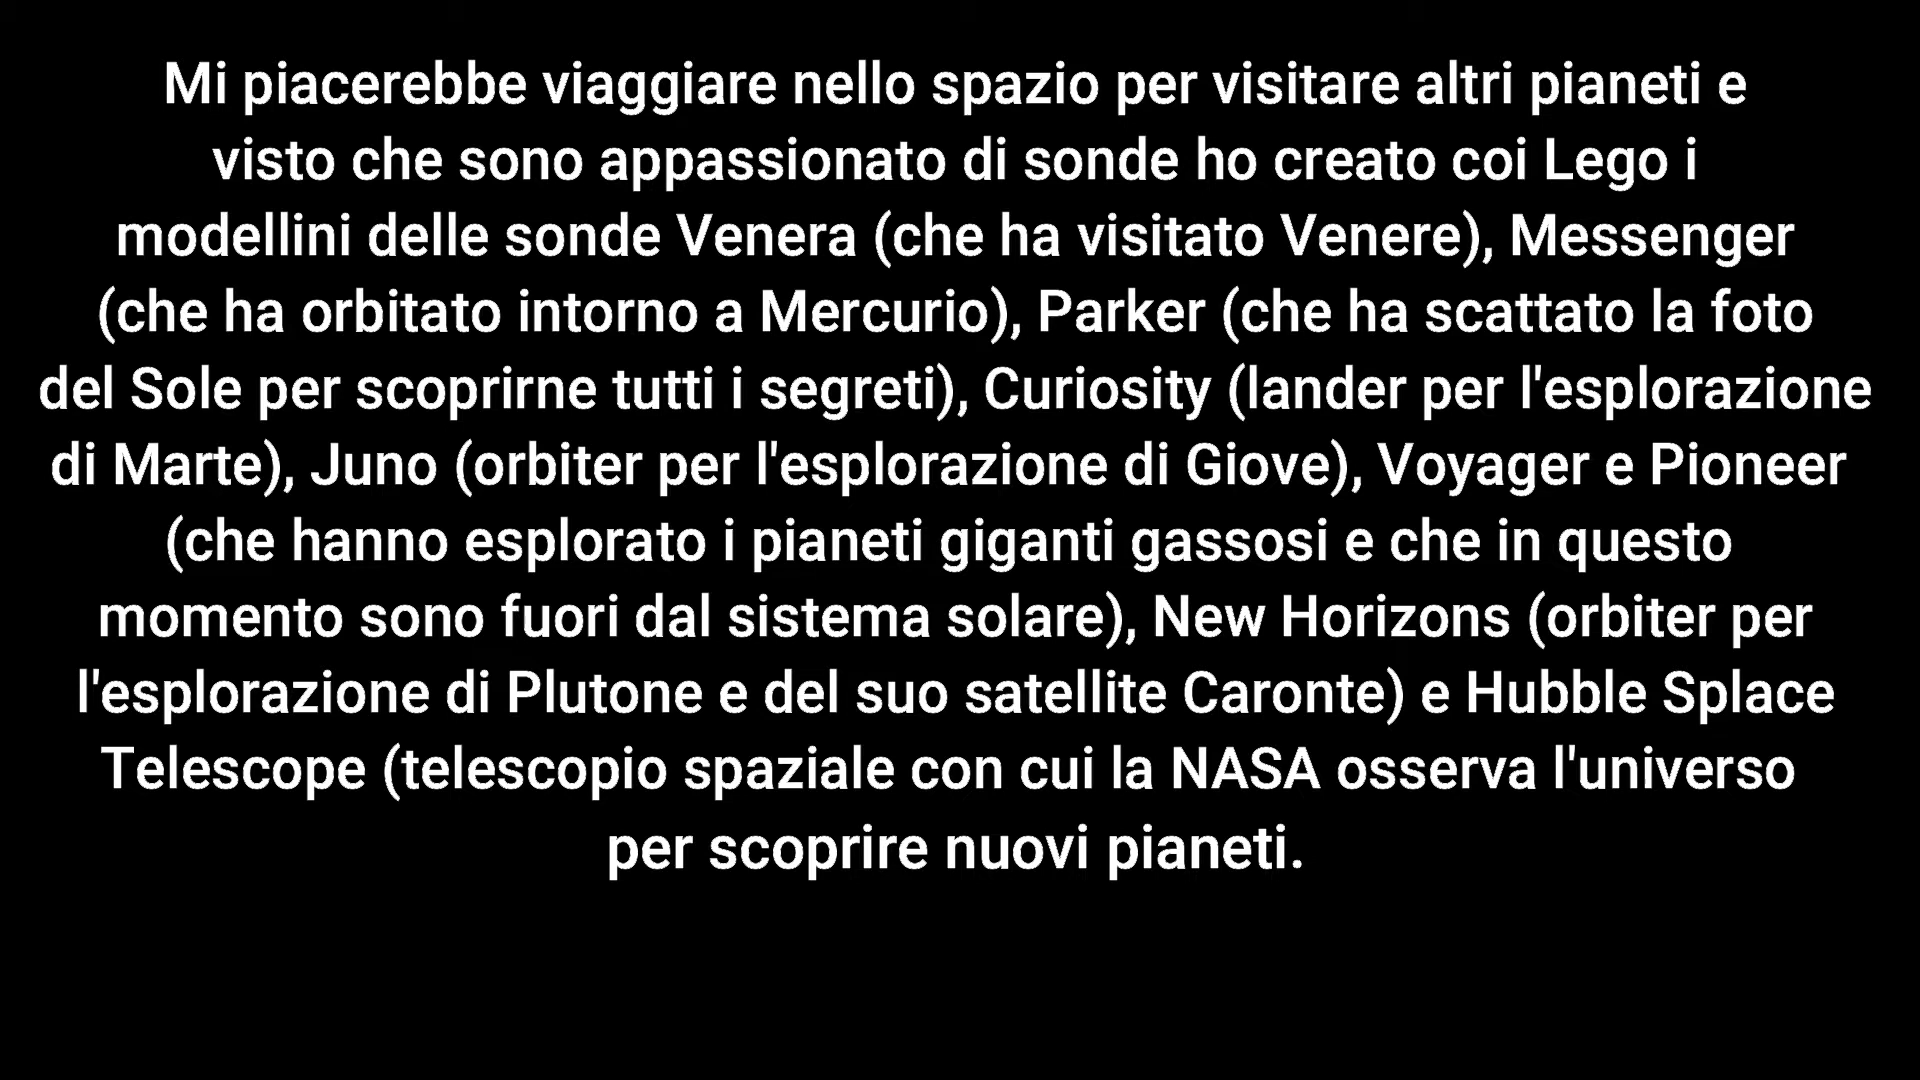 Mi piacerebbe viaggiare nello spazio per visitare altri pianeti e
visto che sono appassionato di sonde ho creato coi Lego i
modellini delle sonde Venera (che ha visitato Venere), Messenger
(che ha orbitato intorno a Mercurio), Parker (che ha scattato la foto
del Sole per scoprirne tutti i segreti), Curiosity (lander per l'esplorazione
di Marte), Juno (orbiter per l'esplorazione di Giove), Voyager e Pioneer
(che hanno esplorato i pianeti giganti gassosi e che in questo
momento sono fuori dal sistema solare), New Horizons (orbiter per
l'esplorazione di Plutone e del suo satellite Caronte) e Hubble Splace
Telescope (telescopio spaziale con cui la NASA osserva l'universo
per scoprire nuovi pianeti.